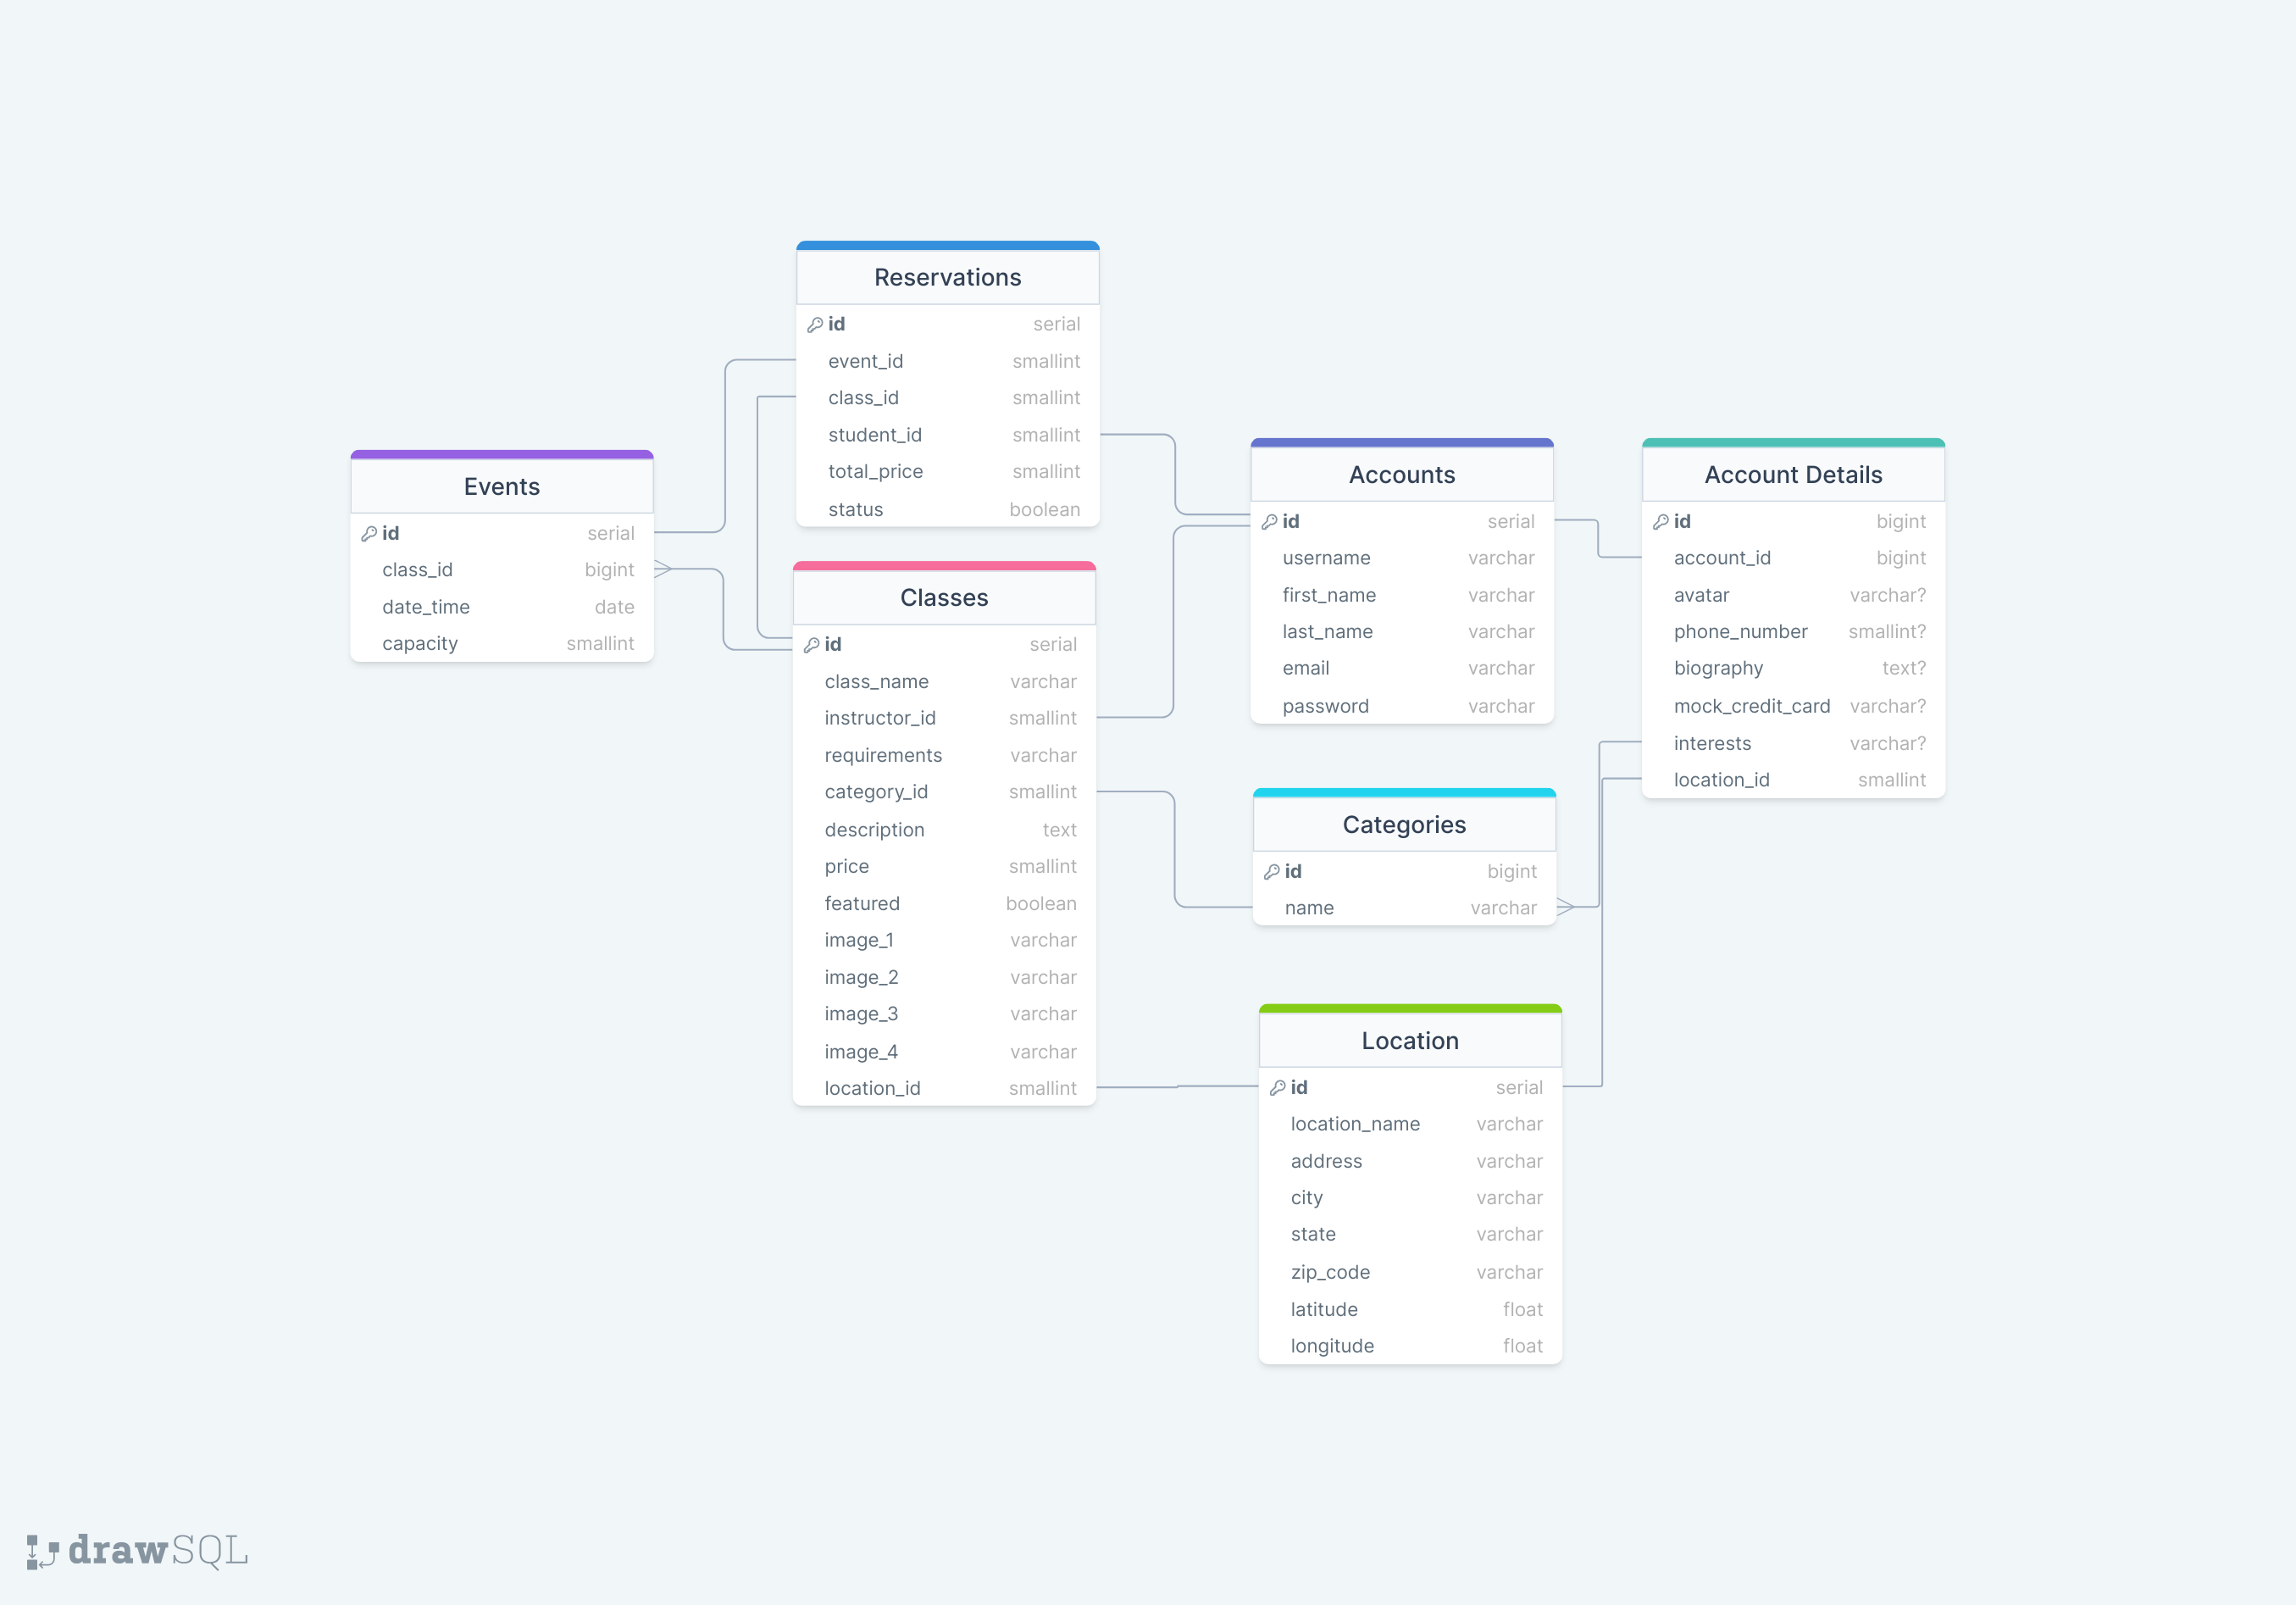 Reservations
id serial
event_id smallint
class_id smallint
student_id smallint
total_price smallint
status boolean
Events
id serial
class_id bigint
date_time date
capacity smallint
Classes
id serial
class_name varchar
instructor_id smallint
requirements varchar
category_id smallint
description text
price smallint
featured boolean
image_1 varchar
image_2 varchar
image_3 varchar
image_4 varchar
location_id smallint
Accounts
id serial
username varchar
first_name varchar
last_name varchar
email varchar
password varchar
Account Details
id bigint
account_id bigint
avatar varchar?
phone_number smallint?
biography text?
mock_credit_card varchar?
interests varchar?
location_id smallint
Categories
id bigint
name varchar
Location
id serial
location_name varchar
address varchar
city varchar
state varchar
zip_code varchar
latitude float
longitude float
drawSQL